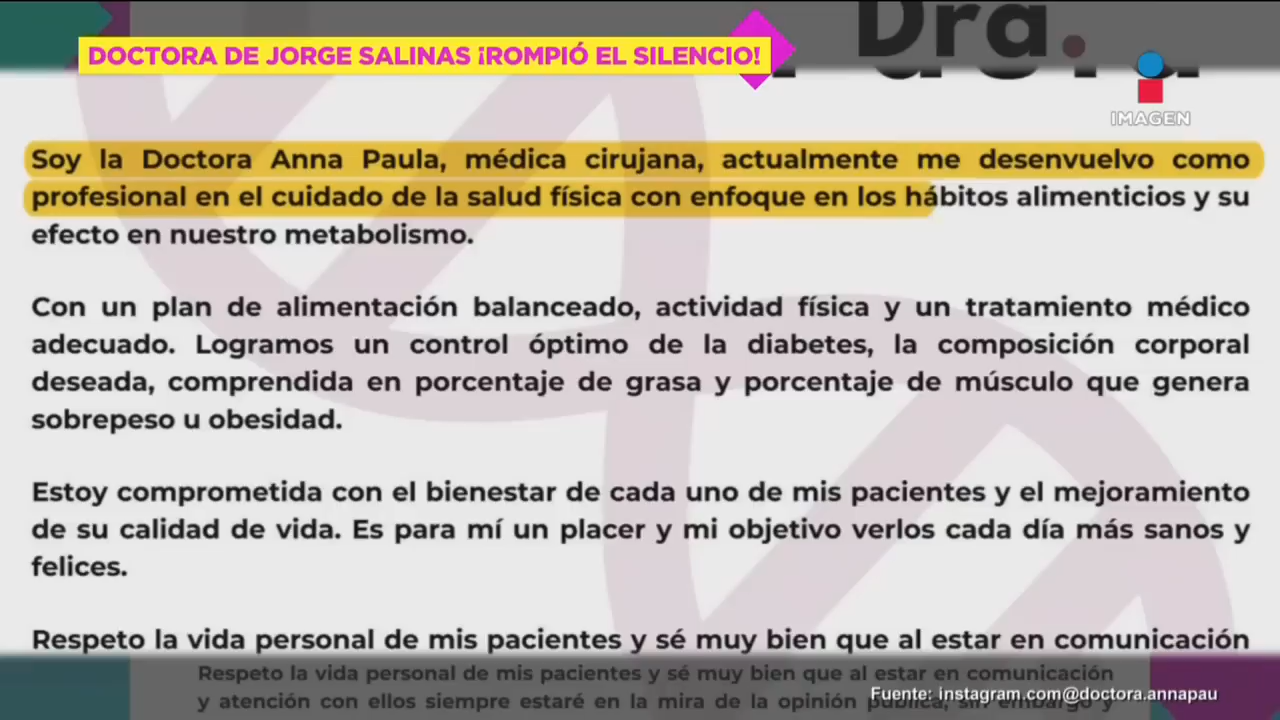 DOCTORA DE JORGE SALINAS ¡ROMPIÓ EL SILENCIO!
Dra.
IMAGEN
Soy la Doctora Anna Paula, médica cirujana, actualmente me desenvuelvo como
profesional en el cuidado de la salud física con enfoque en los hábitos alimenticios y su
efecto en nuestro metabolismo.
Con un plan de alimentación balanceado, actividad física y un tratamiento médico
adecuado. Logramos un control óptimo de la diabetes, la composición corporal
deseada, comprendida en porcentaje de grasa y porcentaje de músculo que genera
sobrepeso u obesidad.
Estoy comprometida con el bienestar de cada uno de mis pacientes y el mejoramiento
de su calidad de vida. Es para mí un placer y mi objetivo verlos cada día más sanos y
felices.
Respeto la vida personal de mis pacientes y sé muy bien que al estar en comunicación
Respeto la vida personal de mis pacientes y sé muy bien que al estar en comunicación
y atención con ellos siempre estaré en la mira de la opinión pública, sin embargo y
Fuente: instagram.com@doctora.annapau